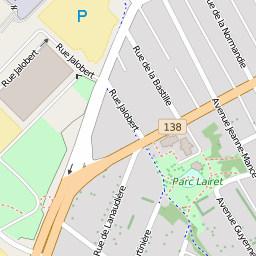 P
Rue Jalobert
Rue Jalobert
Rue Jalobert
Rue de la Bastille
Rue de la Normandie
Avenue Jeanne-Mance
138
Parc Lairet
Rue de Lanaudière
Avenue Guyenne